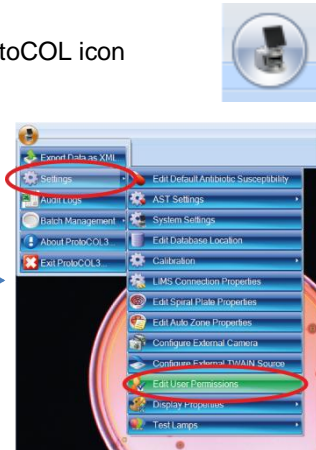 toCOL icon
Export Data as XML
Settings
Audit Logs
Batch Management
About ProtoCOL3...
Exit ProtoCOL3...
Edit Default Antibiotic Susceptibility
AST Settings
System Settings
Edit Database Location
Calibration
LIMS Connection Properties
Edit Spiral Plate Properties
Edit Auto Zone Properties
Configure External Camera
Configure External TWAIN Source
Edit User Permissions
Display Properties
Test Lamps